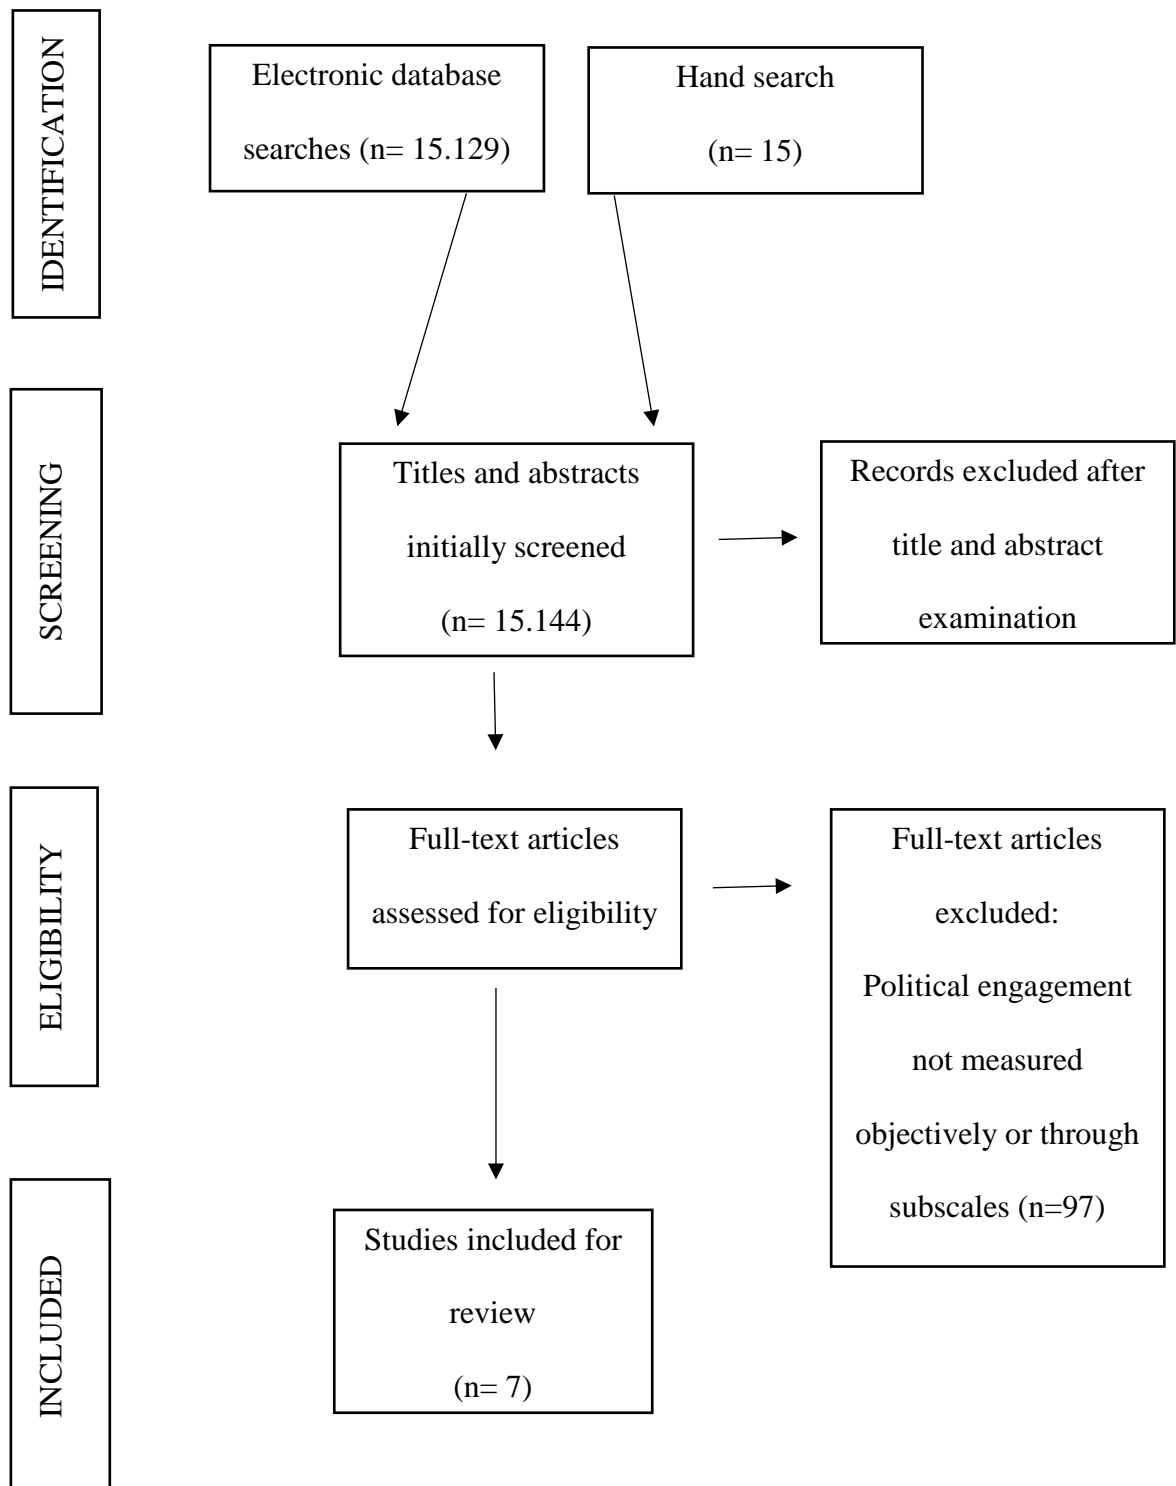 IDENTIFICATION
Electronic database
searches (n= 15.129)
Hand search
(n= 15)
SCREENING
Titles and abstracts
initially screened
(n= 15.144)
Records excluded after
title and abstract
examination
ELIGIBILITY
Full-text articles
assessed for eligibility
Full-text articles
excluded:
Political engagement
not measured
objectively or through
subscales (n=97)
INCLUDED
Studies included for
review
(n= 7)